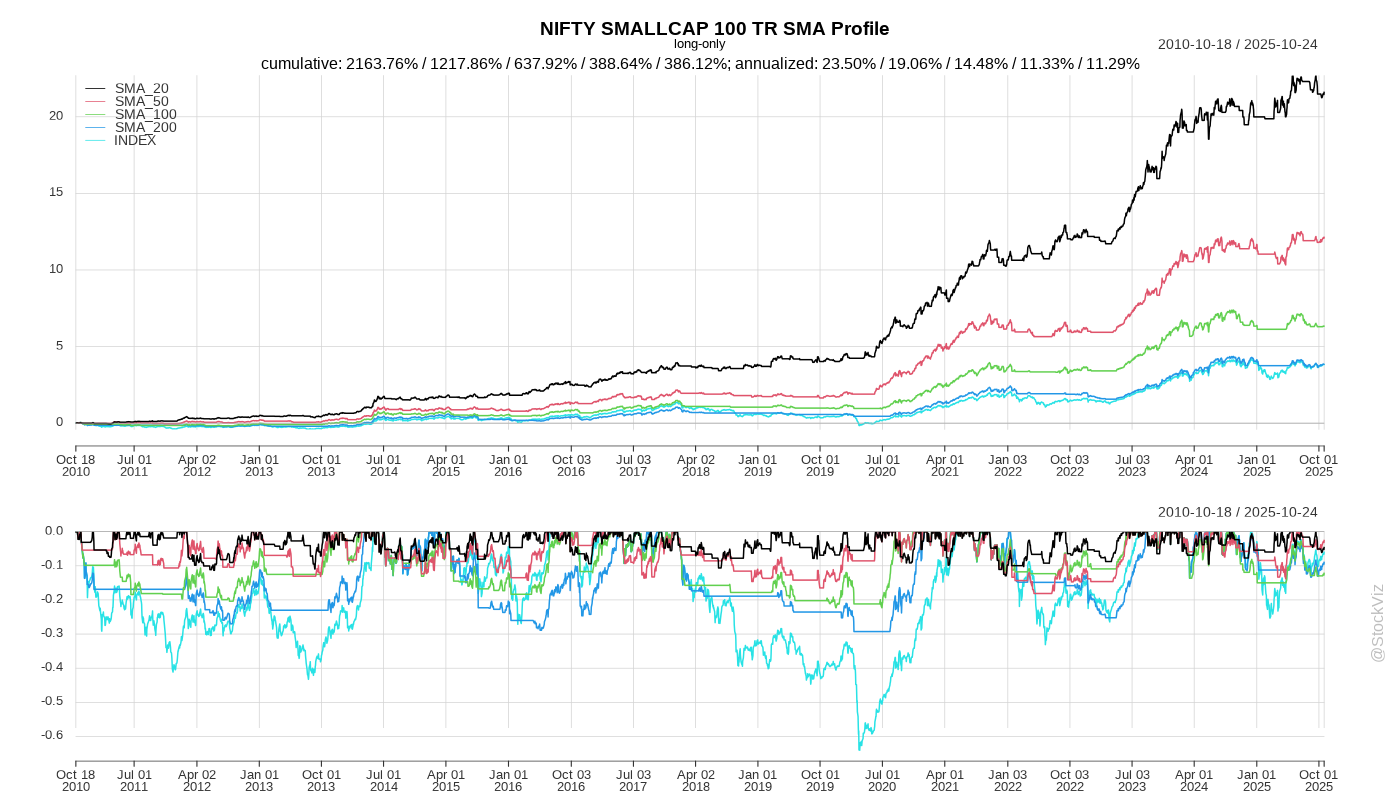 NIFTY SMALLCAP 100 TR SMA Profile
long-only
2010-10-18 / 2025-10-24
cumulative: 2163.76% / 1217.86% / 637.92% / 388.64% / 386.12%; annualized: 23.50% / 19.06% / 14.48% / 11.33% / 11.29%
SMA_20
SMA_50
SMA_100
SMA_200
INDEX
20
15
10
5
0
Oct 18 Jul 01 Apr 02 Jan 01 Oct 01 Jul 01 Apr 01 Jan 01 Oct 03 Jul 03 Apr 02 Jan 01 Oct 01 Jul 01 Apr 01 Jan 03 Oct 03 Jul 03 Apr 01 Jan 01 Oct 01
2010 2011 2012 2013 2013 2014 2015 2016 2016 2017 2018 2019 2019 2020 2021 2022 2022 2023 2024 2025 2025
2010-10-18 / 2025-10-24
0.0
-0.1
-0.2
-0.3
-0.4
-0.5
-0.6
Oct 18 Jul 01 Apr 02 Jan 01 Oct 01 Jul 01 Apr 01 Jan 01 Oct 03 Jul 03 Apr 02 Jan 01 Oct 01 Jul 01 Apr 01 Jan 03 Oct 03 Jul 03 Apr 01 Jan 01 Oct 01
2010 2011 2012 2013 2013 2014 2015 2016 2016 2017 2018 2019 2019 2020 2021 2022 2022 2023 2024 2025 2025
@StockViz